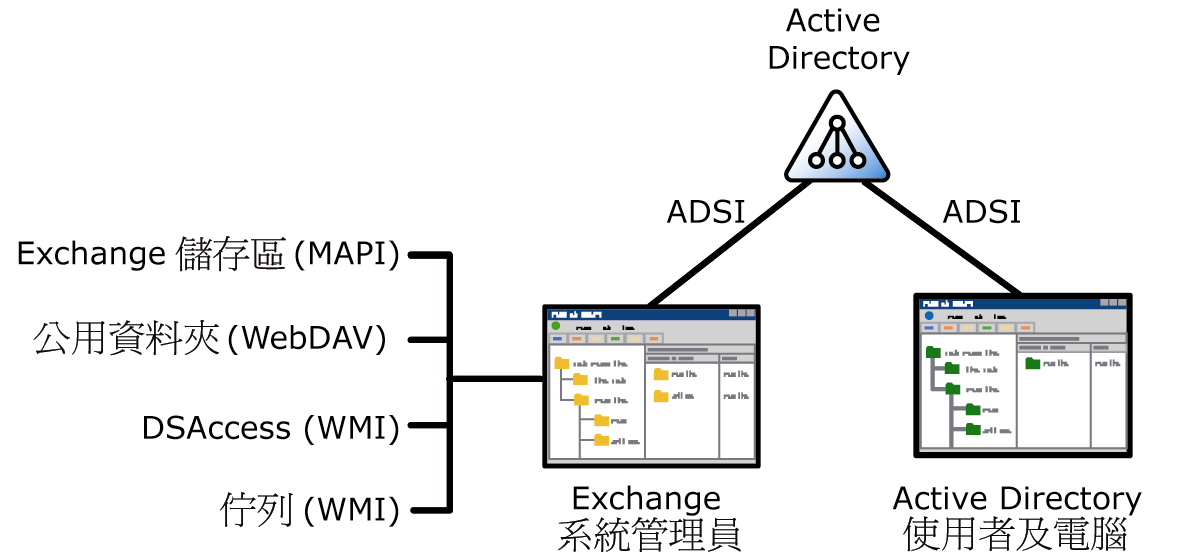 Active
Directory
ADSI
ADSI
Exchange 儲存區 (MAPI)
公用資料夾 (WebDAV)
DSAccess (WMI)
佇列 (WMI)
Exchange
系統管理員
Active Directory
使用者及電腦